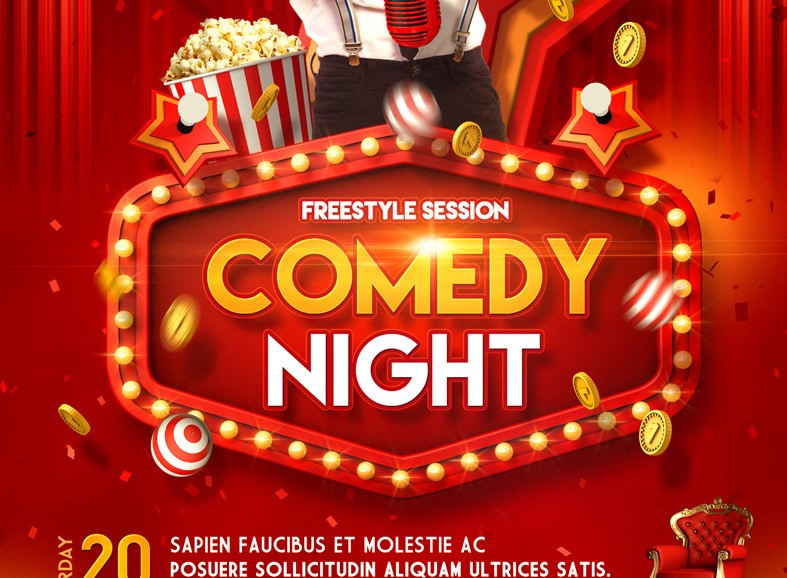 FREESTYLE SESSION
COMEDY
NIGHT
20
SAPIEN FAUCIBUS ET MOLESTIE AC
POSUERE SOLLICITUDIN ALIQUAM ULTRICES SATIS.